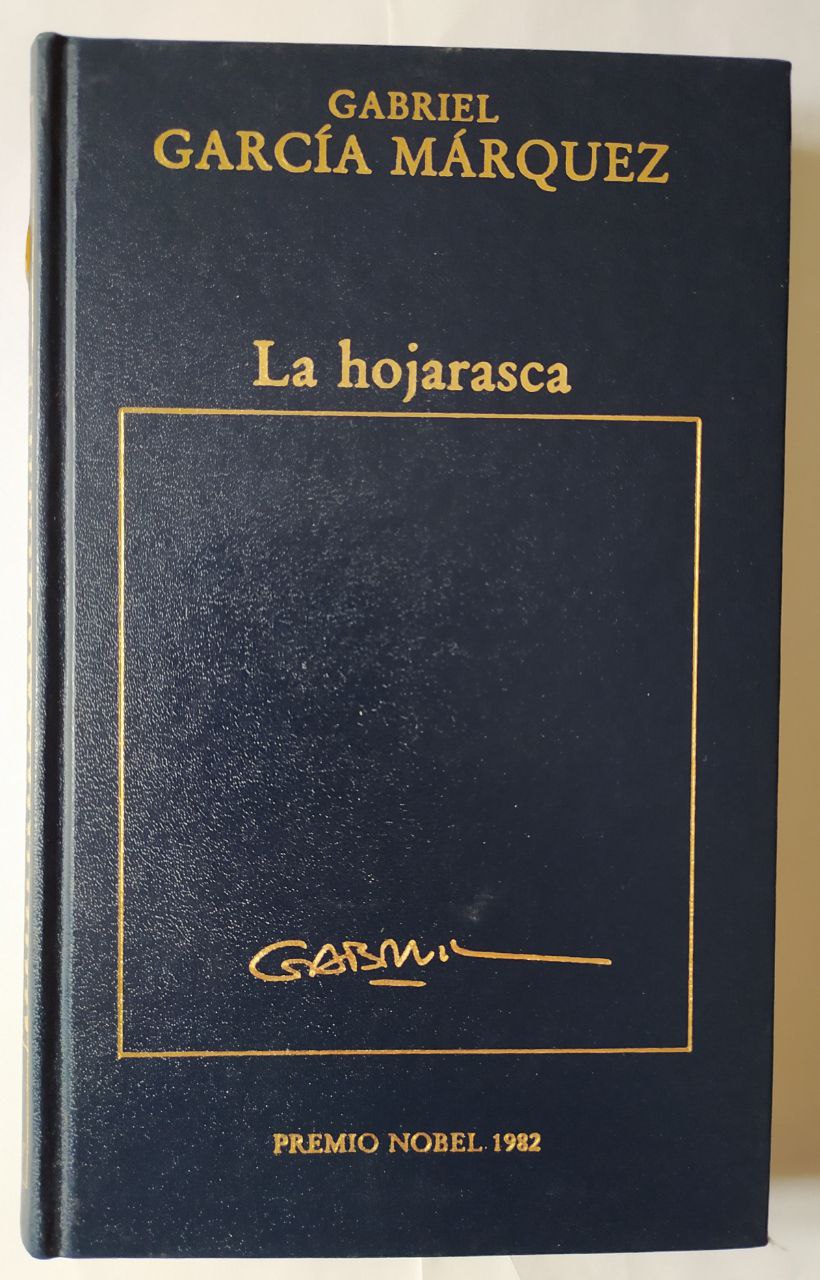 GABRIEL
GARCÍA MÁRQUEZ
La hojarasca
GABRIEL
PREMIO NOBEL 1982